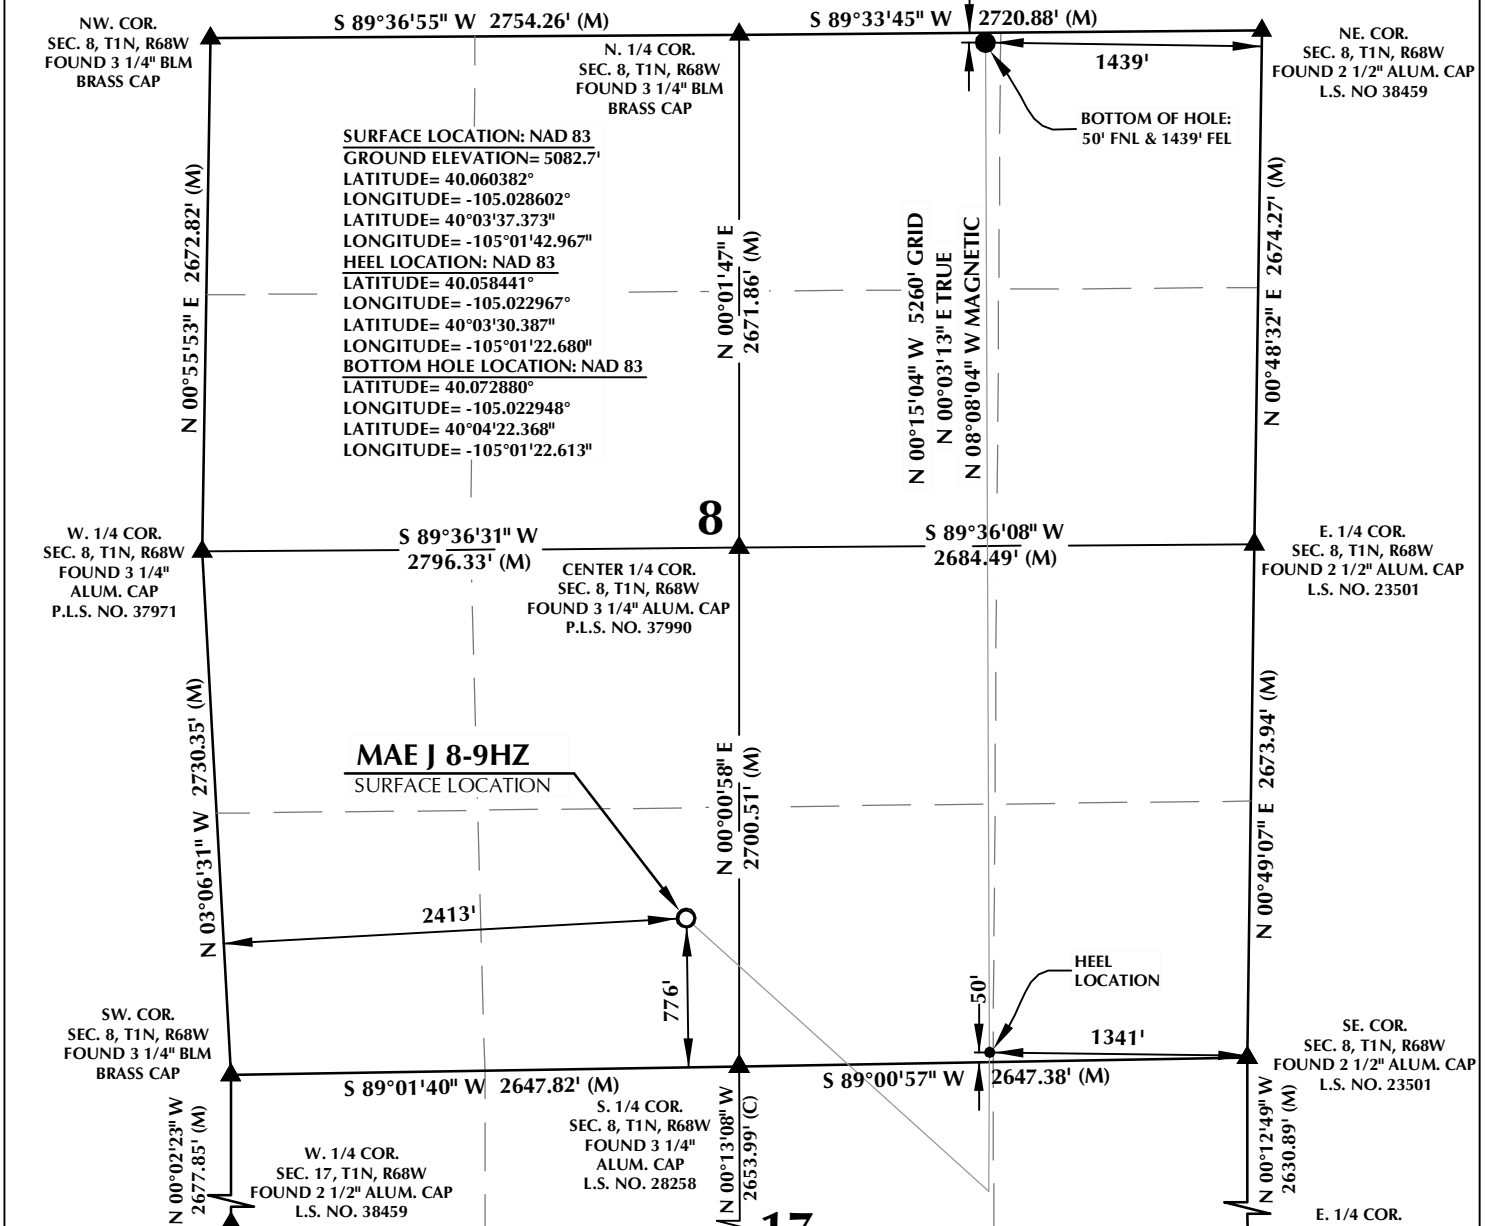 S 89°36'55" W 2754.26' (M)
S 89°33'45" W 2720.88' (M)
NW. COR.
SEC. 8, T1N, R68W
FOUND 3 1/4" BLM
BRASS CAP
N. 1/4 COR.
SEC. 8, T1N, R68W
FOUND 3 1/4" BLM
BRASS CAP
1439'
NE. COR.
SEC. 8, T1N, R68W
FOUND 2 1/2" ALUM. CAP
L.S. NO 38459
BOTTOM OF HOLE:
50' FNL & 1439' FEL
SURFACE LOCATION: NAD 83
GROUND ELEVATION= 5082.7'
LATITUDE= 40.060382°
LONGITUDE= -105.028602°
LATITUDE= 40°03'37.373"
LONGITUDE= -105°01'42.967"
HEEL LOCATION: NAD 83
LATITUDE= 40.058441°
LONGITUDE= -105.022967°
LATITUDE= 40°03'30.387"
LONGITUDE= -105°01'22.680"
BOTTOM HOLE LOCATION: NAD 83
LATITUDE= 40.072880°
LONGITUDE= -105.022948°
LATITUDE= 40°04'22.368"
LONGITUDE= -105°01'22.613"
N 00°55'53" E 2672.82' (M)
N 00°01'47" E
2671.86' (M)
N 00°15'04" W 5260' GRID
N 00°03'13" E TRUE
N 08°08'04" W MAGNETIC
N 00°48'32" E 2674.27' (M)
8
W. 1/4 COR.
SEC. 8, T1N, R68W
FOUND 3 1/4"
ALUM. CAP
P.L.S. NO. 37971
S 89°36'31" W
2796.33' (M)
CENTER 1/4 COR.
SEC. 8, T1N, R68W
FOUND 3 1/4" ALUM. CAP
P.L.S. NO. 37990
S 89°36'08" W
2684.49' (M)
E. 1/4 COR.
SEC. 8, T1N, R68W
FOUND 2 1/2" ALUM. CAP
L.S. NO. 23501
N 03°06'31" W 2730.35' (M)
MAE J 8-9HZ
SURFACE LOCATION
N 00°00'58" E
2700.51' (M)
N 00°49'07" E 2673.94' (M)
2413'
776'
50'
HEEL
LOCATION
1341'
SW. COR.
SEC. 8, T1N, R68W
FOUND 3 1/4" BLM
BRASS CAP
SE. COR.
SEC. 8, T1N, R68W
FOUND 2 1/2" ALUM. CAP
L.S. NO. 23501
S 89°01'40" W 2647.82' (M)
S 89°00'57" W 2647.38' (M)
S. 1/4 COR.
SEC. 8, T1N, R68W
FOUND 3 1/4"
ALUM. CAP
L.S. NO. 28258
N 00°02'23" W
2677.85' (M)
W. 1/4 COR.
SEC. 17, T1N, R68W
FOUND 2 1/2" ALUM. CAP
L.S. NO. 38459
N 00°13'08" W
2653.99' (C)
N 00°12'49" W
2630.89' (M)
17
E. 1/4 COR.